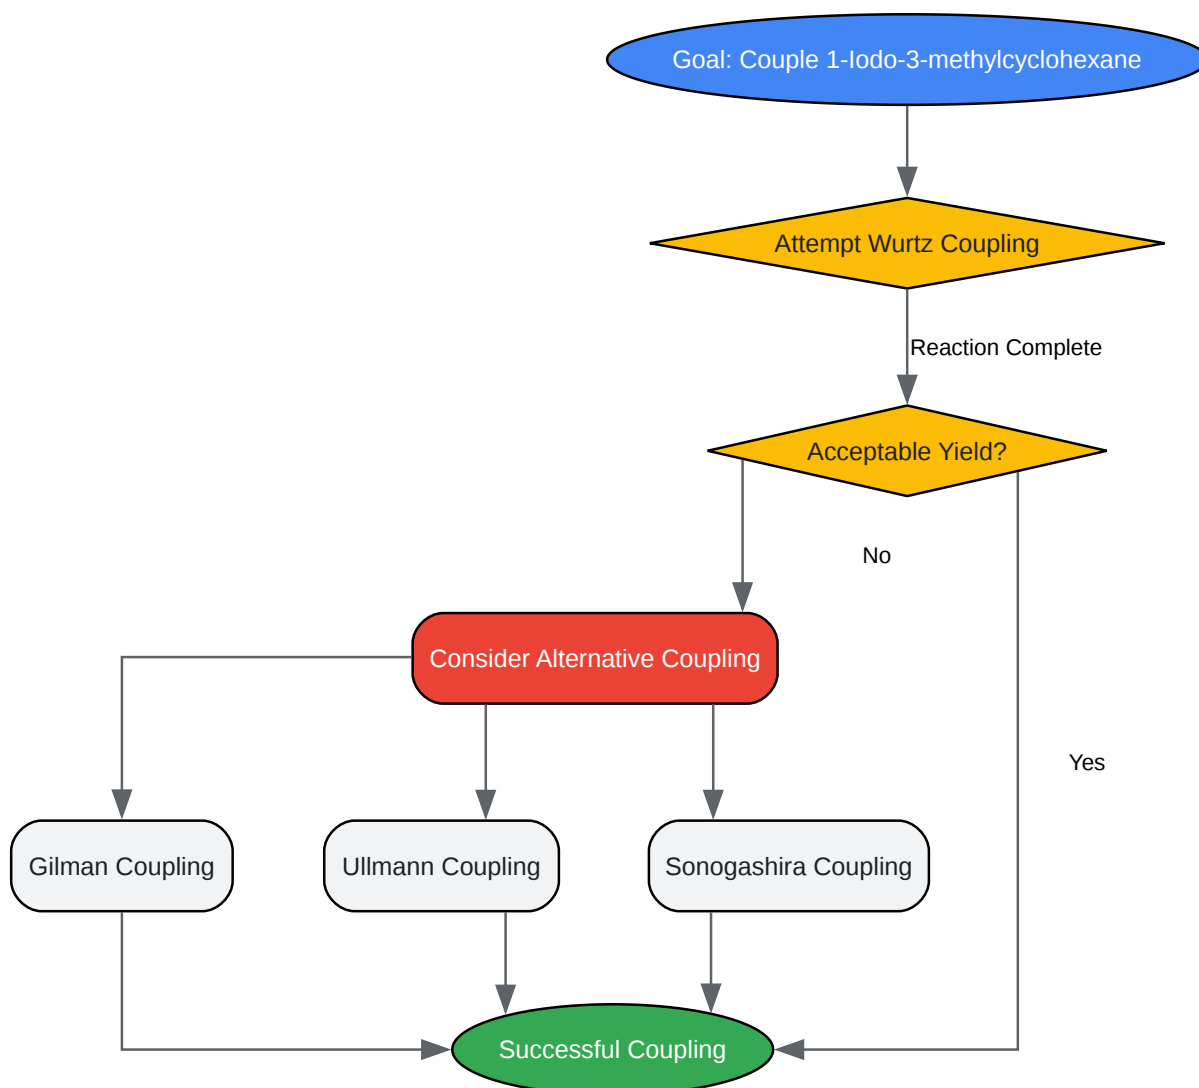 Goal: Couple 1-Iodo-3-methylcyclohexane
Attempt Wurtz Coupling
Reaction Complete
Acceptable Yield?
No
Consider Alternative Coupling
Yes
Gilman Coupling
Ullmann Coupling
Sonogashira Coupling
Successful Coupling